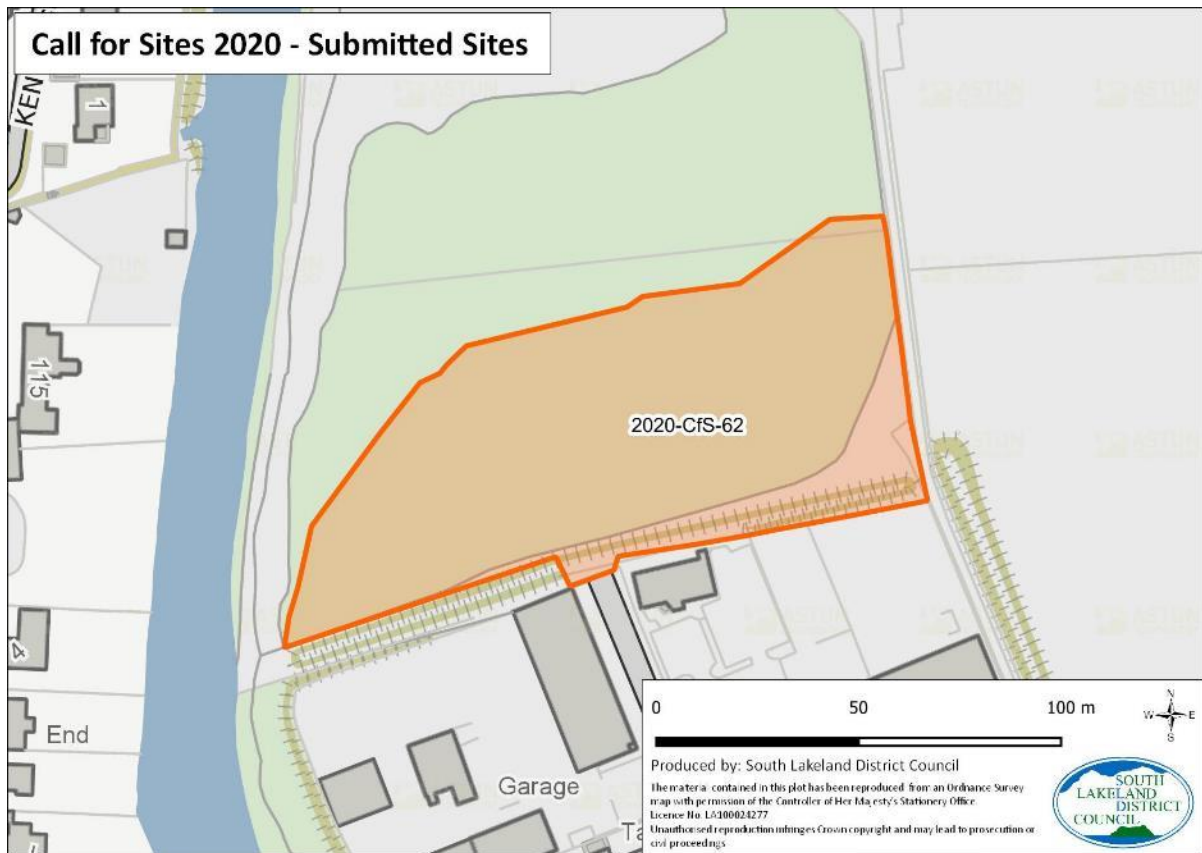 Call for Sites 2020 - Submitted Sites
KEN
1
115
2020-CfS-62
4
End
Garage
Ta
0 50 100 m
N
W E
S
Produced by: South Lakeland District Council
The material contained in this plot has been reproduced from an Ordnance Survey
map with permission of the Controller of Her Majesty's Stationery Office.
Licence No. LA100024277
Unauthorised reproduction infringes Crown copyright and may lead to prosecution or
civil proceedings
SOUTH
LAKELAND
DISTRICT
COUNCIL